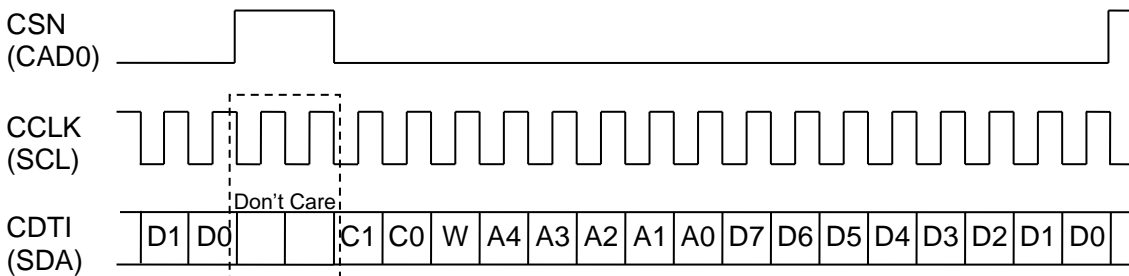 CSN
(CAD0)
CCLK
(SCL)
Don't Care
CDTI
(SDA)
D1 D0 C1 C0 W A4 A3 A2 A1 A0 D7 D6 D5 D4 D3 D2 D1 D0